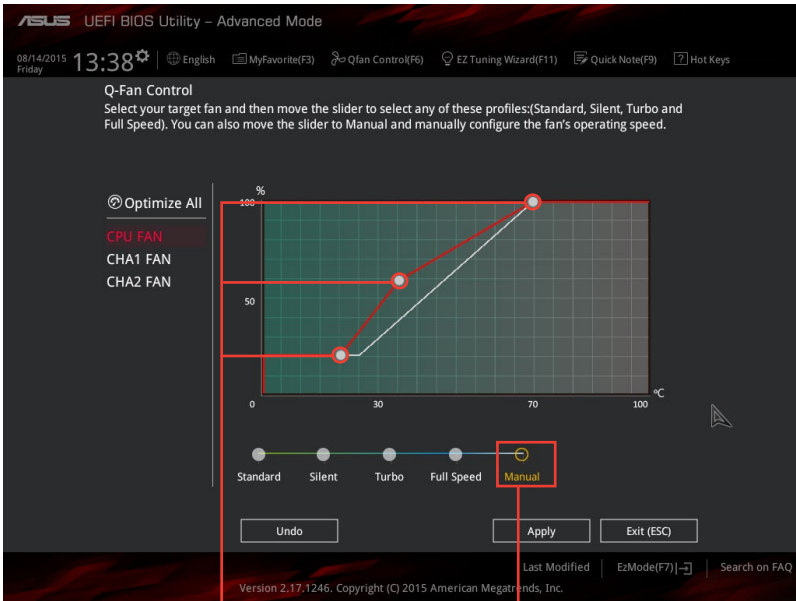 ASUS UEFI BIOS Utility – Advanced Mode
08/14/2015 13:38 English MyFavorite(F3) Qfan Control(F6) EZ Tuning Wizard(F11) Quick Note(F9) ? Hot Keys
Friday
Q-Fan Control
Select your target fan and then move the slider to select any of these profiles:(Standard, Silent, Turbo and
Full Speed). You can also move the slider to Manual and manually configure the fan's operating speed.
Optimize All
CPU FAN
CHA1 FAN
CHA2 FAN
%
100
50
0 30 70 100 °C
Standard Silent Turbo Full Speed Manual
Undo Apply Exit (ESC)
Last Modified EzMode(F7) Search on FAQ
Version 2.17.1246. Copyright (C) 2015 American Megatrends, Inc.